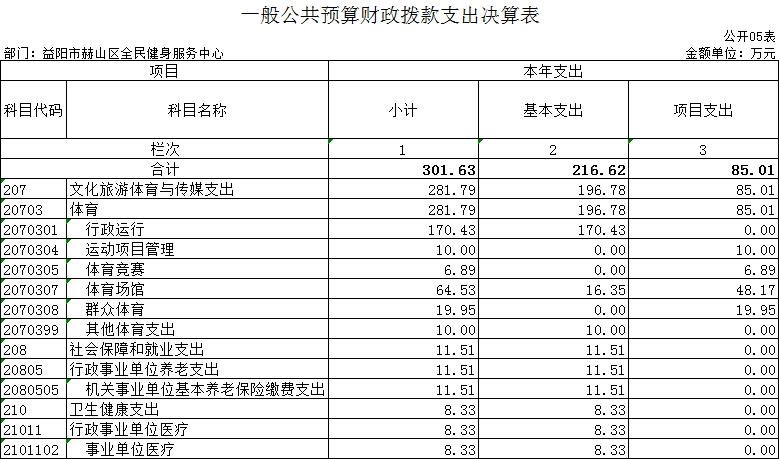 一般公共预算财政拨款支出决算表
公开05表
部门：益阳市赫山区全民健身服务中心 金额单位：万元
项目 本年支出
科目代码 科目名称 小计 基本支出 项目支出
栏次 1 2 3
合计 301.63 216.62 85.01
207 文化旅游体育与传媒支出 281.79 196.78 85.01
20703 体育 281.79 196.78 85.01
2070301 行政运行 170.43 170.43 0.00
2070304 运动项目管理 10.00 0.00 10.00
2070305 体育竞赛 6.89 0.00 6.89
2070307 体育场馆 64.53 16.35 48.17
2070308 群众体育 19.95 0.00 19.95
2070399 其他体育支出 10.00 10.00 0.00
208 社会保障和就业支出 11.51 11.51 0.00
20805 行政事业单位养老支出 11.51 11.51 0.00
2080505 机关事业单位基本养老保险缴费支出 11.51 11.51 0.00
210 卫生健康支出 8.33 8.33 0.00
21011 行政事业单位医疗 8.33 8.33 0.00
2101102 事业单位医疗 8.33 8.33 0.00